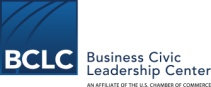 BCLC
Business Civic
Leadership Center
AN AFFILIATE OF THE U.S. CHAMBER OF COMMERCE